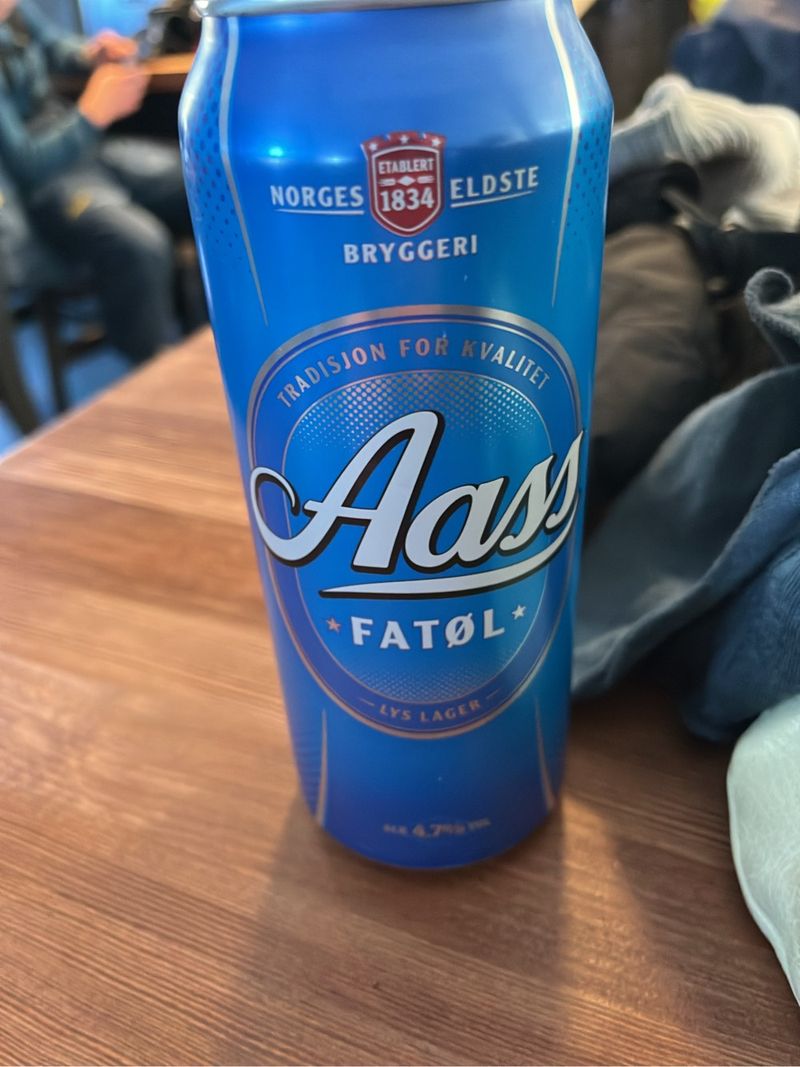 ETABLERT
1834
NORGES ELDSTE
BRYGGERI
TRADISJON FOR KVALITET
Aass
FATØL
LYS LAGER
ALK 4,7% VOL